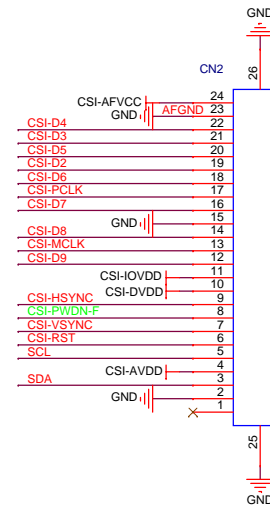 GND
26
CN2
CSI-AFVCC 24
GND AFGND 23
CSI-D4 22
CSI-D3 21
CSI-D5 20
CSI-D2 19
CSI-D6 18
CSI-PCLK 17
CSI-D7 16
GND 15
CSI-D8 14
CSI-MCLK 13
CSI-D9 12
CSI-IOVDD 11
CSI-DVDD 10
CSI-HSYNC 9
CSI-PWDN-F 8
CSI-VSYNC 7
CSI-RST 6
SCL 5
CSI-AVDD 4
SDA 3
GND 2
1
25
GND